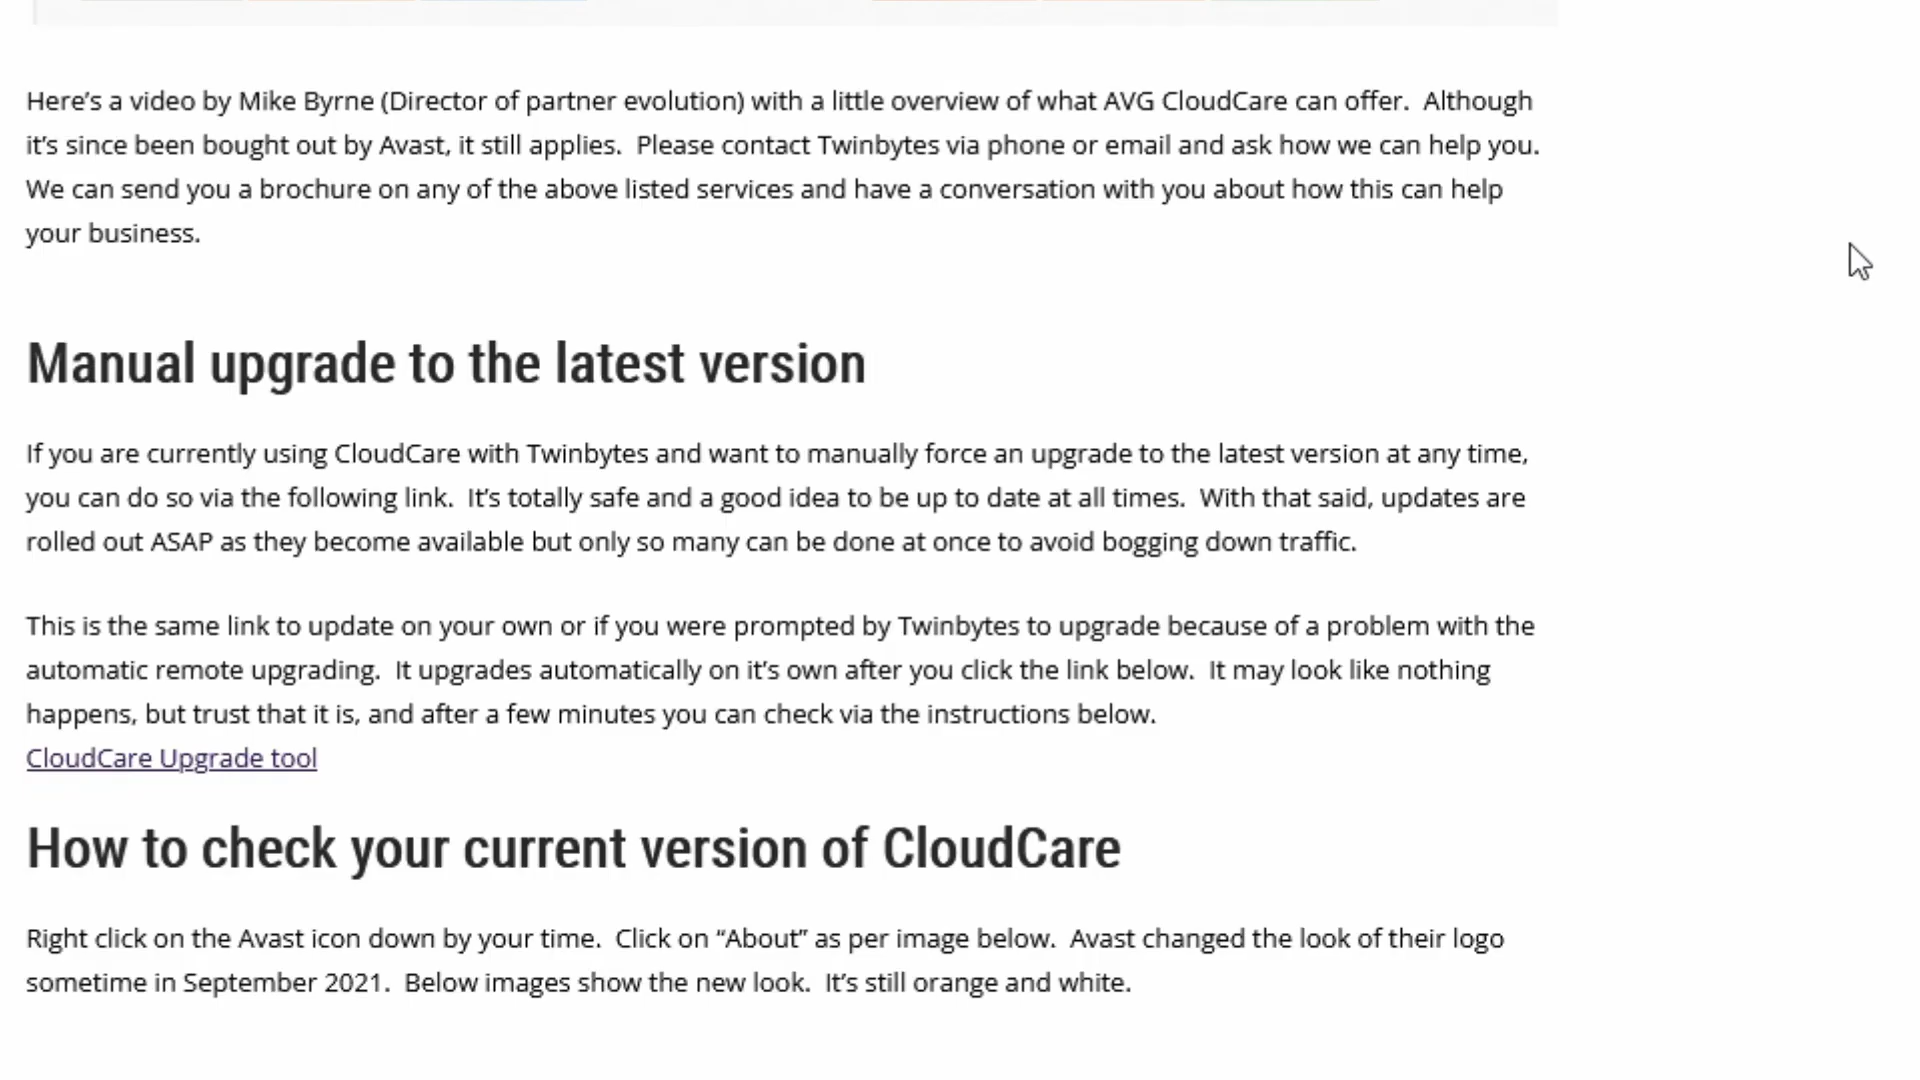 Here’s a video by Mike Byrne (Director of partner evolution) with a little overview of what AVG CloudCare can offer.  Although
it’s since been bought out by Avast, it still applies.  Please contact Twinbytes via phone or email and ask how we can help you.
We can send you a brochure on any of the above listed services and have a conversation with you about how this can help
your business.
Manual upgrade to the latest version
If you are currently using CloudCare with Twinbytes and want to manually force an upgrade to the latest version at any time,
you can do so via the following link.  It’s totally safe and a good idea to be up to date at all times.  With that said, updates are
rolled out ASAP as they become available but only so many can be done at once to avoid bogging down traffic.
This is the same link to update on your own or if you were prompted by Twinbytes to upgrade because of a problem with the
automatic remote upgrading.  It upgrades automatically on it’s own after you click the link below.  It may look like nothing
happens, but trust that it is, and after a few minutes you can check via the instructions below.
CloudCare Upgrade tool
How to check your current version of CloudCare
Right click on the Avast icon down by your time.  Click on “About” as per image below.  Avast changed the look of their logo
sometime in September 2021.  Below images show the new look.  It’s still orange and white.